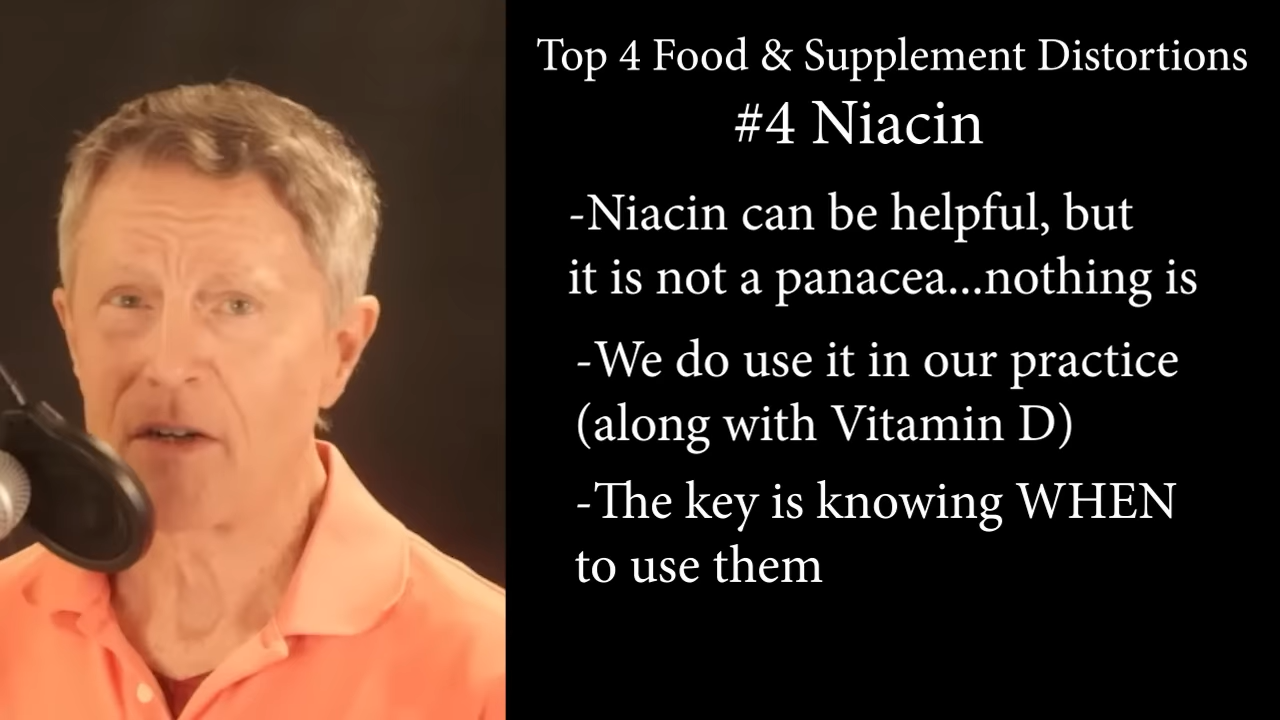 Top 4 Food & Supplement Distortions
#4 Niacin
-Niacin can be helpful, but
it is not a panacea...nothing is
-We do use it in our practice
(along with Vitamin D)
-The key is knowing WHEN
to use them